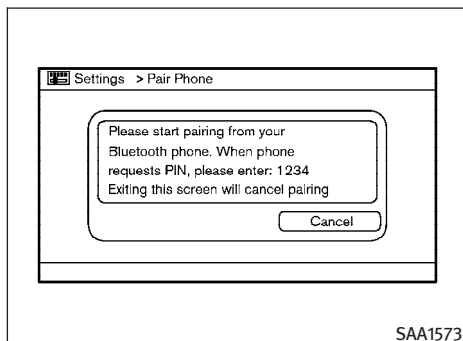 Settings > Pair Phone
Please start pairing from your
Bluetooth phone. When phone
requests PIN, please enter: 1234
Exiting this screen will cancel pairing
Cancel
SAA1573